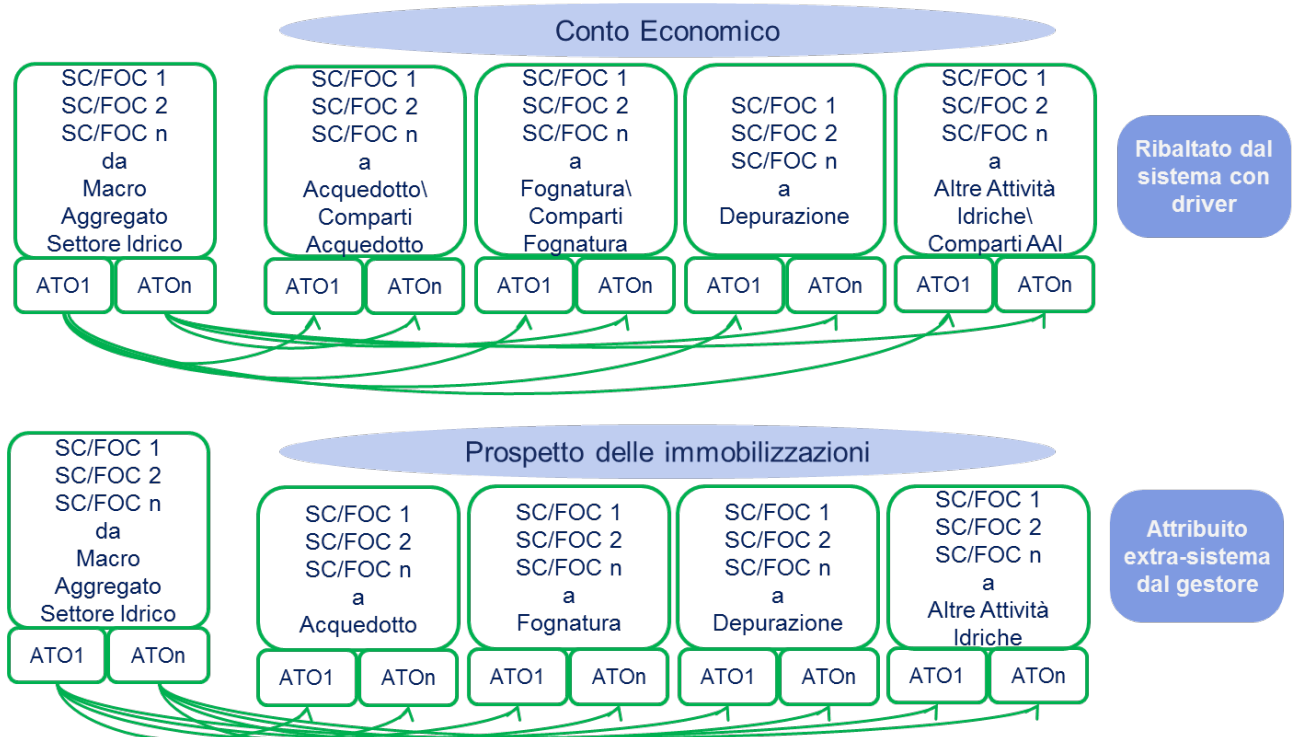 Conto Economico
SC/FOC 1
SC/FOC 2
SC/FOC n
da
Macro
Aggregato
Settore Idrico
ATO1
ATOn
SC/FOC 1
SC/FOC 2
SC/FOC n
a
Acquedotto\
Comparti
Acquedotto
ATO1
ATOn
SC/FOC 1
SC/FOC 2
SC/FOC n
a
Fognatura\
Comparti
Fognatura
ATO1
ATOn
SC/FOC 1
SC/FOC 2
SC/FOC n
a
Depurazione
ATO1
ATOn
SC/FOC 1
SC/FOC 2
SC/FOC n
a
Altre Attività
Idriche\
Comparti AAI
ATO1
ATOn
Ribaltato dal
sistema con
driver
Prospetto delle immobilizzazioni
SC/FOC 1
SC/FOC 2
SC/FOC n
da
Macro
Aggregato
Settore Idrico
ATO1
ATOn
SC/FOC 1
SC/FOC 2
SC/FOC n
a
Acquedotto
ATO1
ATOn
SC/FOC 1
SC/FOC 2
SC/FOC n
a
Fognatura
ATO1
ATOn
SC/FOC 1
SC/FOC 2
SC/FOC n
a
Depurazione
ATO1
ATOn
SC/FOC 1
SC/FOC 2
SC/FOC n
a
Altre Attività
Idriche
ATO1
ATOn
Attribuito
extra-sistema
dal gestore